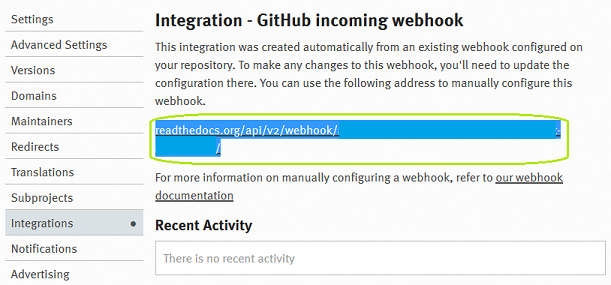 Settings
Advanced Settings
Versions
Domains
Maintainers
Redirects
Translations
Subprojects
Integrations
Notifications
Advertising
Integration - GitHub incoming webhook
This integration was created automatically from an existing webhook configured on
your repository. To make any changes to this webhook, you'll need to update the
configuration there. You can use the following address to manually configure this
webhook.
readthedocs.org/api/v2/webhook/
/
For more information on manually configuring a webhook, refer to our webhook
documentation
Recent Activity
There is no recent activity